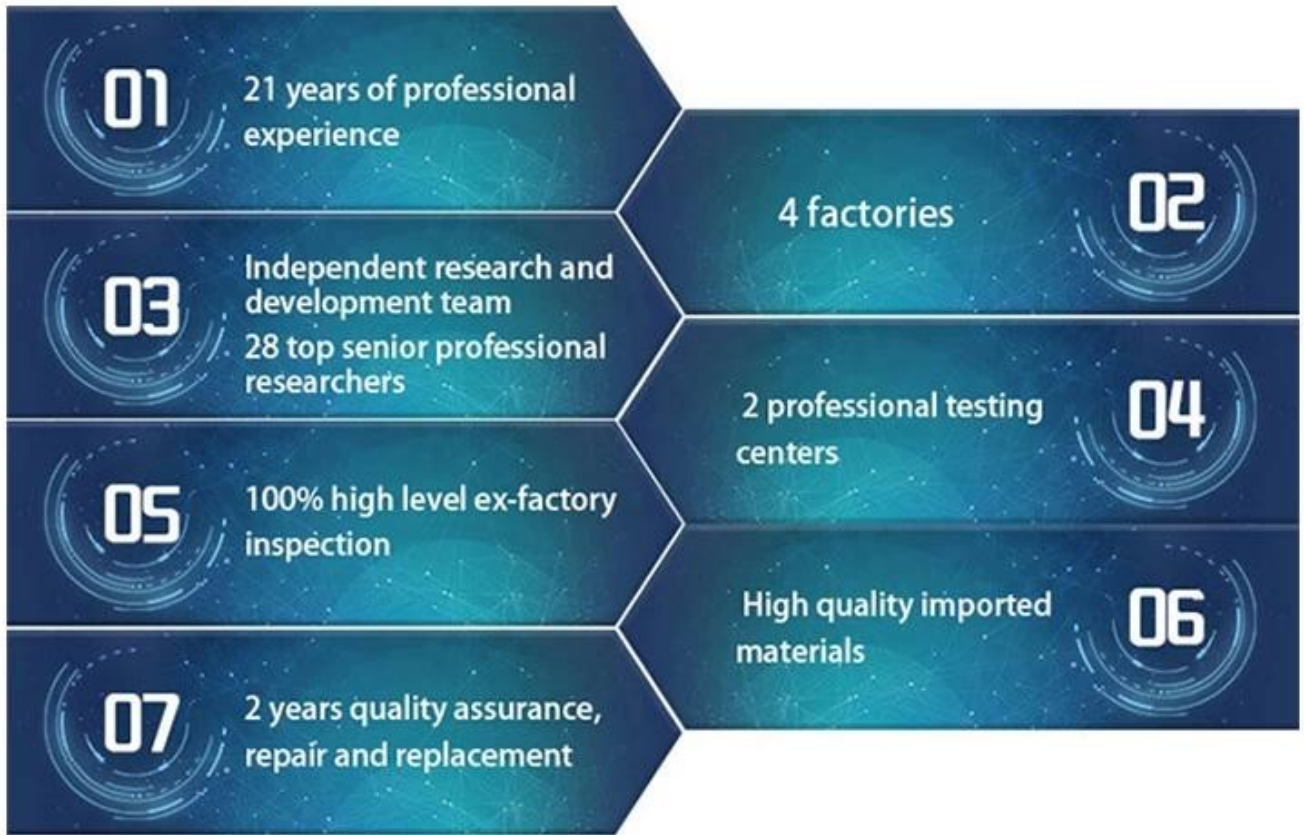 01
21 years of professional
experience
02
4 factories
03
Independent research and
development team
28 top senior professional
researchers
04
2 professional testing
centers
05
100% high level ex-factory
inspection
06
High quality imported
materials
07
2 years quality assurance,
repair and replacement